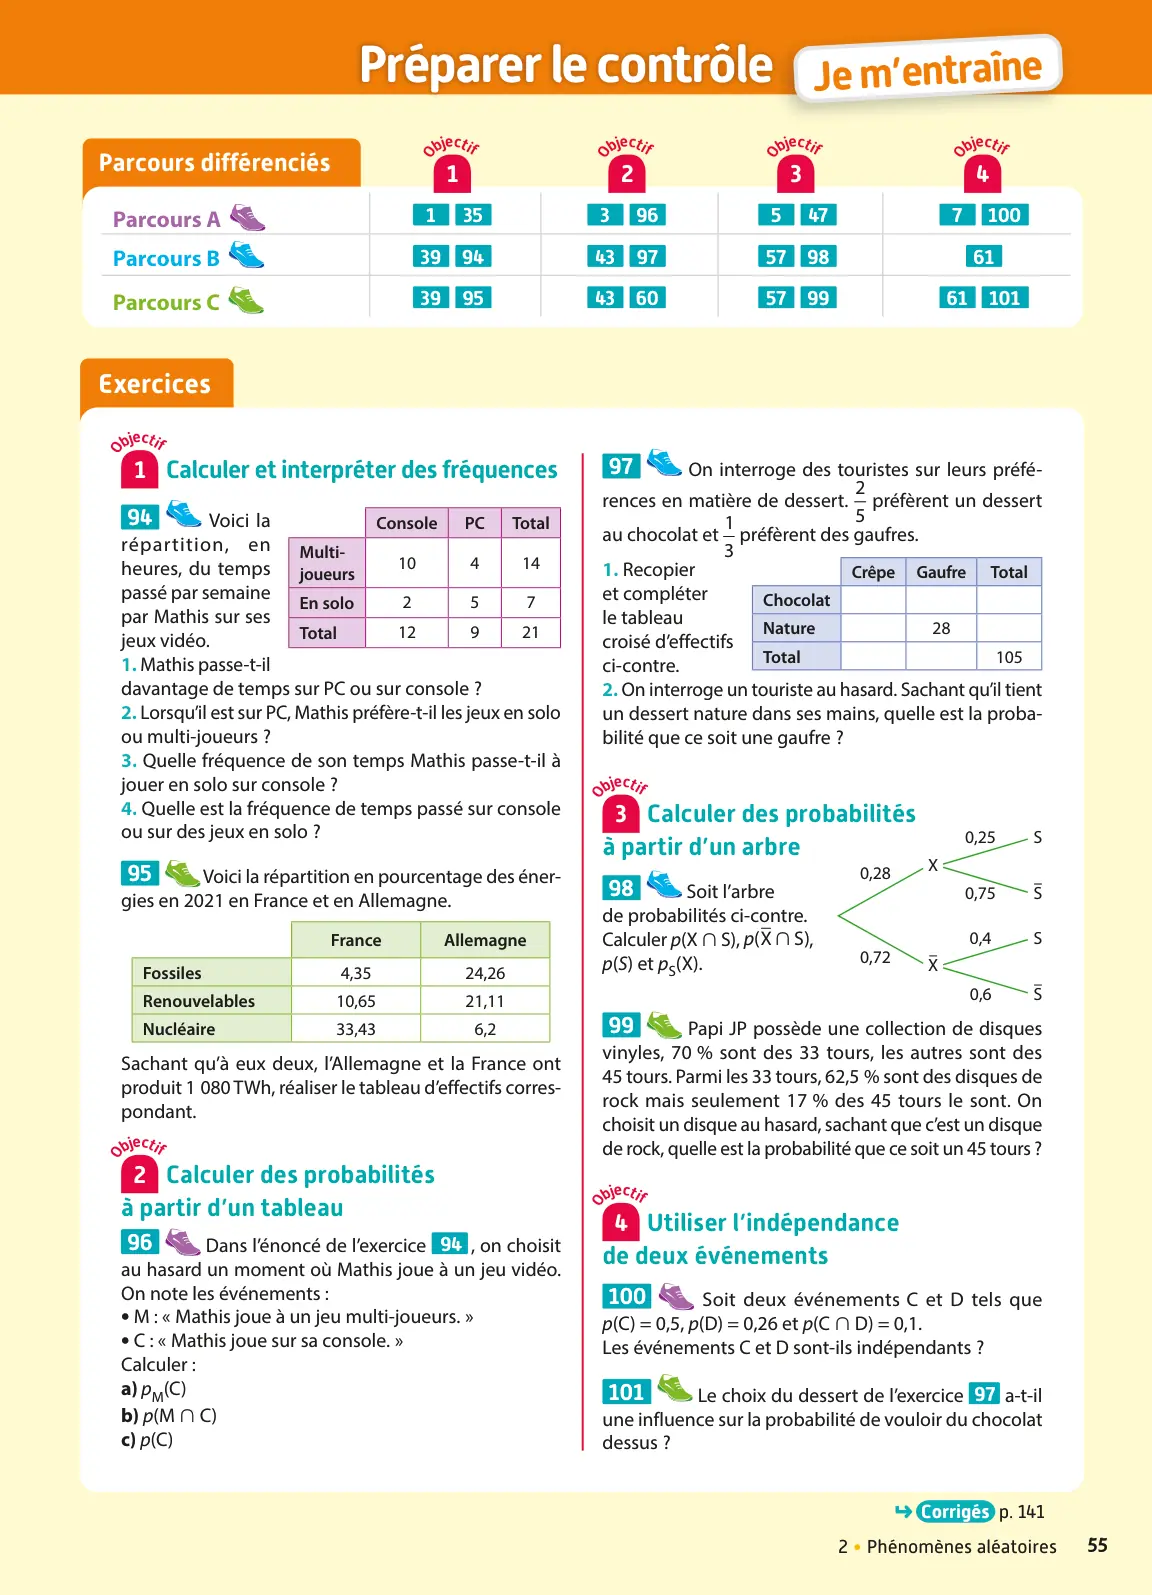 Préparer le contrôle
Je m'entraîne
Parcours différenciés
Objectif 1
Objectif 2
Objectif 3
Objectif 4
Parcours A 1 35 3 96 5 47 7 100
Parcours B 39 94 43 97 57 98 61
Parcours C 39 95 43 60 57 99 61 101
Exercices
Objectif
1 Calculer et interpréter des fréquences
94 Voici la
répartition, en
heures, du temps
passé par semaine
par Mathis sur ses
jeux vidéo.
Console PC Total
Multi-
joueurs 10 4 14
En solo 2 5 7
Total 12 9 21
1. Mathis passe-t-il
davantage de temps sur PC ou sur console ?
2. Lorsqu'il est sur PC, Mathis préfère-t-il les jeux en solo
ou multi-joueurs ?
3. Quelle fréquence de son temps Mathis passe-t-il à
jouer en solo sur console ?
4. Quelle est la fréquence de temps passé sur console
ou sur des jeux en solo ?
95 Voici la répartition en pourcentage des éner-
gies en 2021 en France et en Allemagne.
France Allemagne
Fossiles 4,35 24,26
Renouvelables 10,65 21,11
Nucléaire 33,43 6,2
Sachant qu'à eux deux, l'Allemagne et la France ont
produit 1 080 TWh, réaliser le tableau d'effectifs corres-
pondant.
Objectif
2 Calculer des probabilités
à partir d'un tableau
96 Dans l'énoncé de l'exercice 94, on choisit
au hasard un moment où Mathis joue à un jeu vidéo.
On note les événements :
• M : « Mathis joue à un jeu multi-joueurs. »
• C : « Mathis joue sur sa console. »
Calculer :
a) p_M(C)
b) p(M ∩ C)
c) p(C)
97 On interroge des touristes sur leurs préfé-
rences en matière de dessert. 2/5 préfèrent un dessert
au chocolat et 1/3 préfèrent des gaufres.
1. Recopier
et compléter
le tableau
croisé d'effectifs
ci-contre.
Crêpe Gaufre Total
Chocolat
Nature 28
Total 105
2. On interroge un touriste au hasard. Sachant qu'il tient
un dessert nature dans ses mains, quelle est la proba-
bilité que ce soit une gaufre ?
Objectif
3 Calculer des probabilités
à partir d'un arbre
98 Soit l'arbre
de probabilités ci-contre.
Calculer p(X ∩ S), p(X̅ ∩ S),
p(S) et p_S(X).
0,25 S
0,28 X
0,75 S̅
0,4 S
0,72 X̅
0,6 S̅
99 Papi JP possède une collection de disques
vinyles, 70 % sont des 33 tours, les autres sont des
45 tours. Parmi les 33 tours, 62,5 % sont des disques de
rock mais seulement 17 % des 45 tours le sont. On
choisit un disque au hasard, sachant que c'est un disque
de rock, quelle est la probabilité que ce soit un 45 tours ?
Objectif
4 Utiliser l'indépendance
de deux événements
100 Soit deux événements C et D tels que
p(C) = 0,5, p(D) = 0,26 et p(C ∩ D) = 0,1.
Les événements C et D sont-ils indépendants ?
101 Le choix du dessert de l'exercice 97 a-t-il
une influence sur la probabilité de vouloir du chocolat
dessus ?
↪ Corrigés p. 141
2 • Phénomènes aléatoires 55